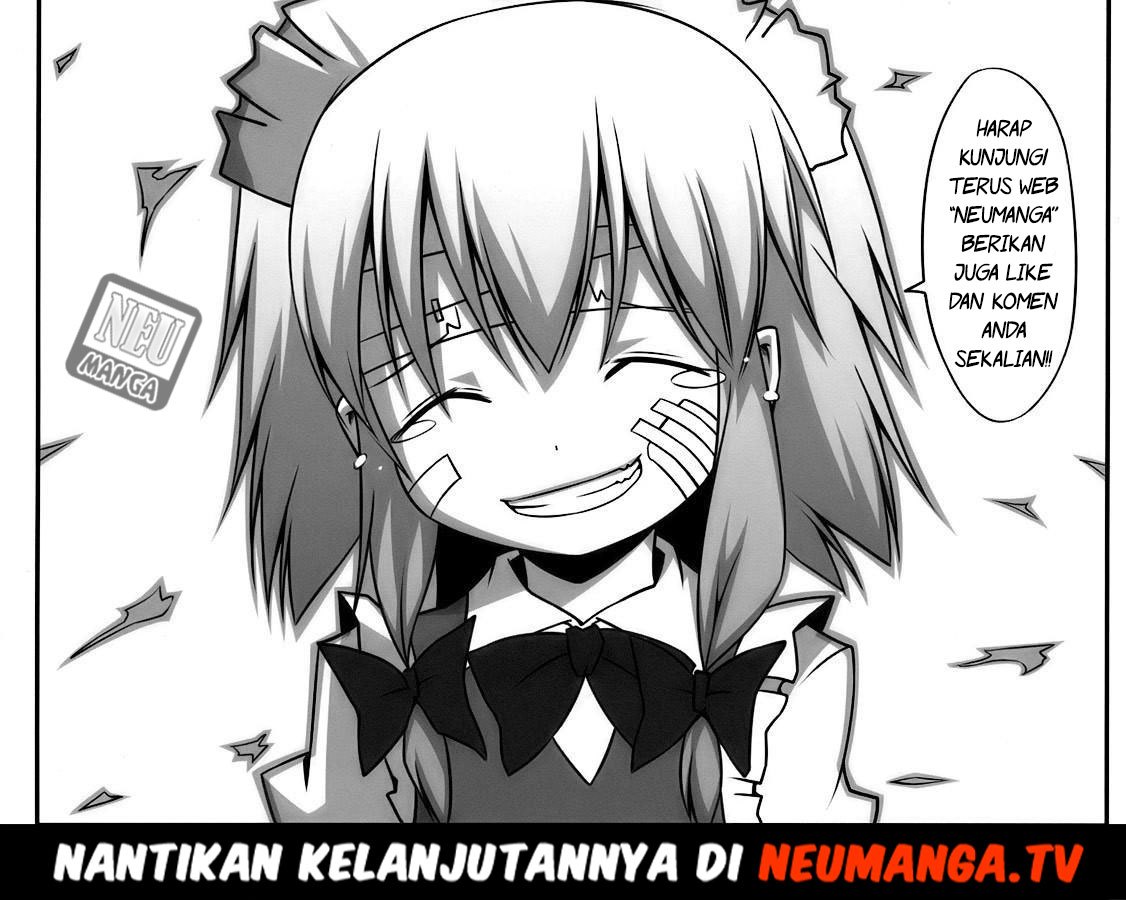 HARAP
KUNJUNGI
TERUS WEB
"NEUMANGA"
BERIKAN
JUGA LIKE
DAN KOMEN
ANDA
SEKALIAN!!!
NEU
MANGA
NANTIKAN KELANJUTANNYA DI NEUMANGA.TV